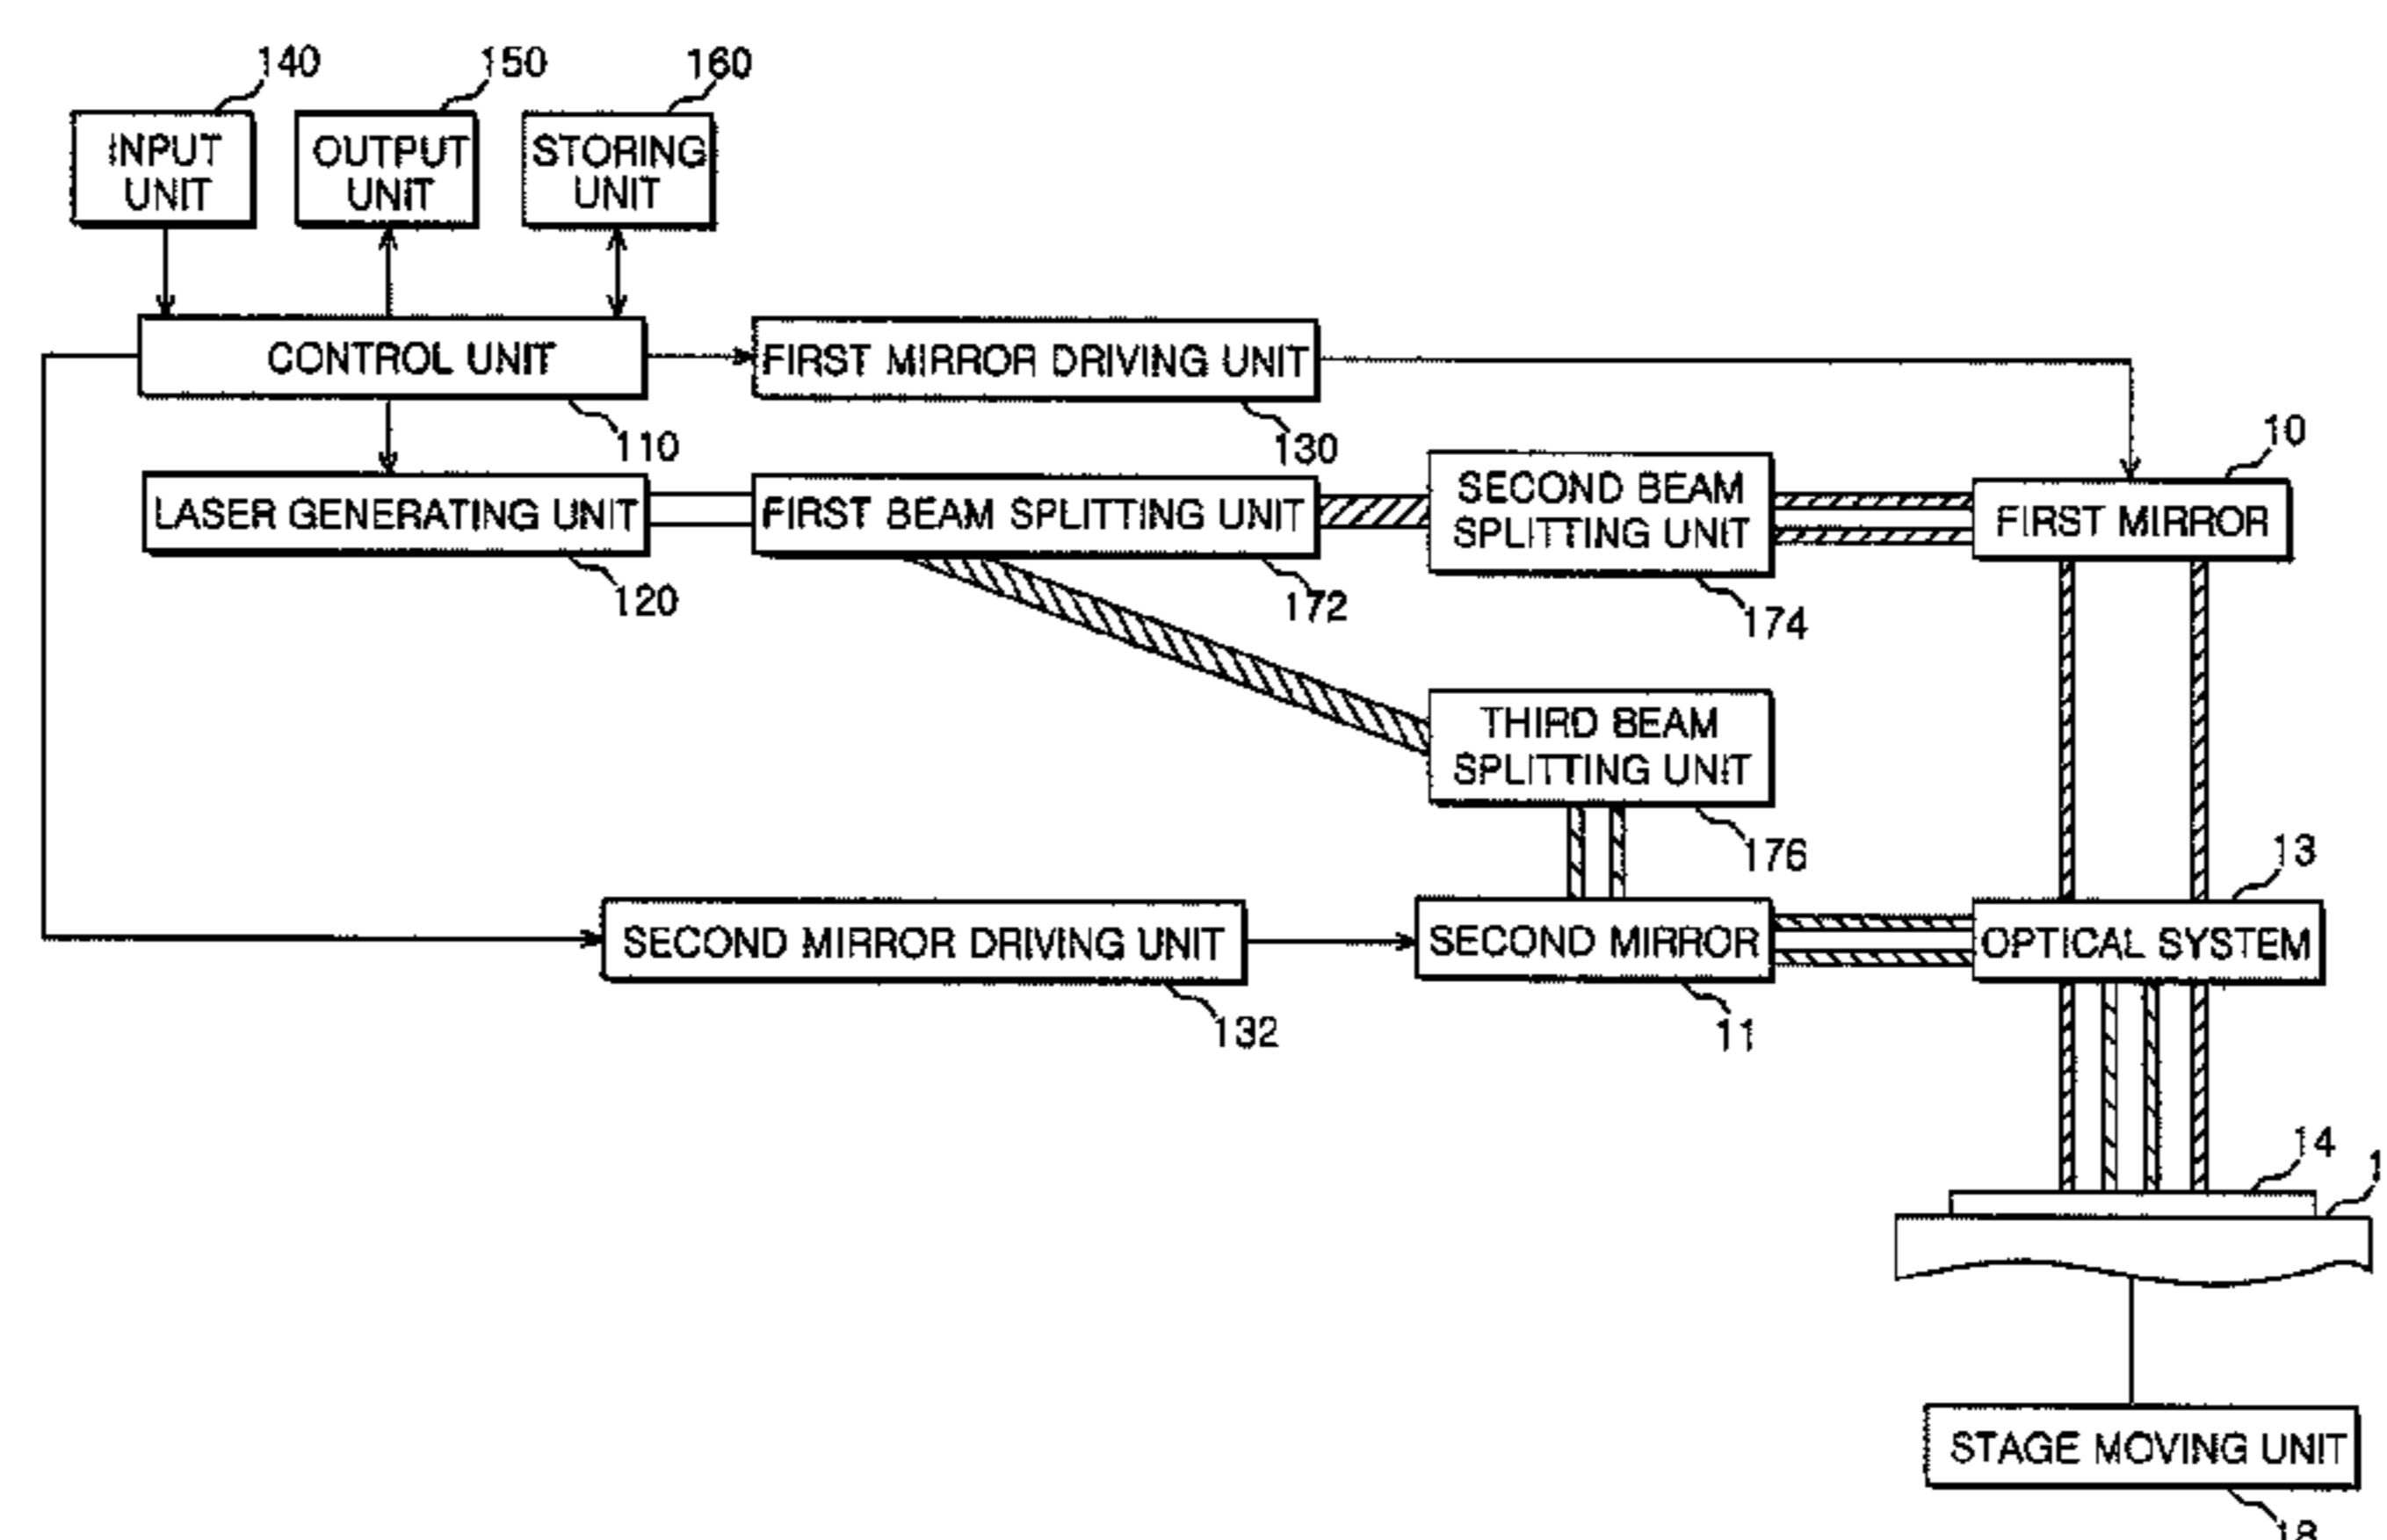 140
150
160
INPUT
UNIT
OUTPUT
UNIT
STORING
UNIT
CONTROL UNIT
110
FIRST MIRROR DRIVING UNIT
130
LASER GENERATING UNIT
120
FIRST BEAM SPLITTING UNIT
172
SECOND BEAM
SPLITTING UNIT
174
10
FIRST MIRROR
THIRD BEAM
SPLITTING UNIT
176
SECOND MIRROR DRIVING UNIT
132
SECOND MIRROR
11
13
OPTICAL SYSTEM
14
1
STAGE MOVING UNIT
18